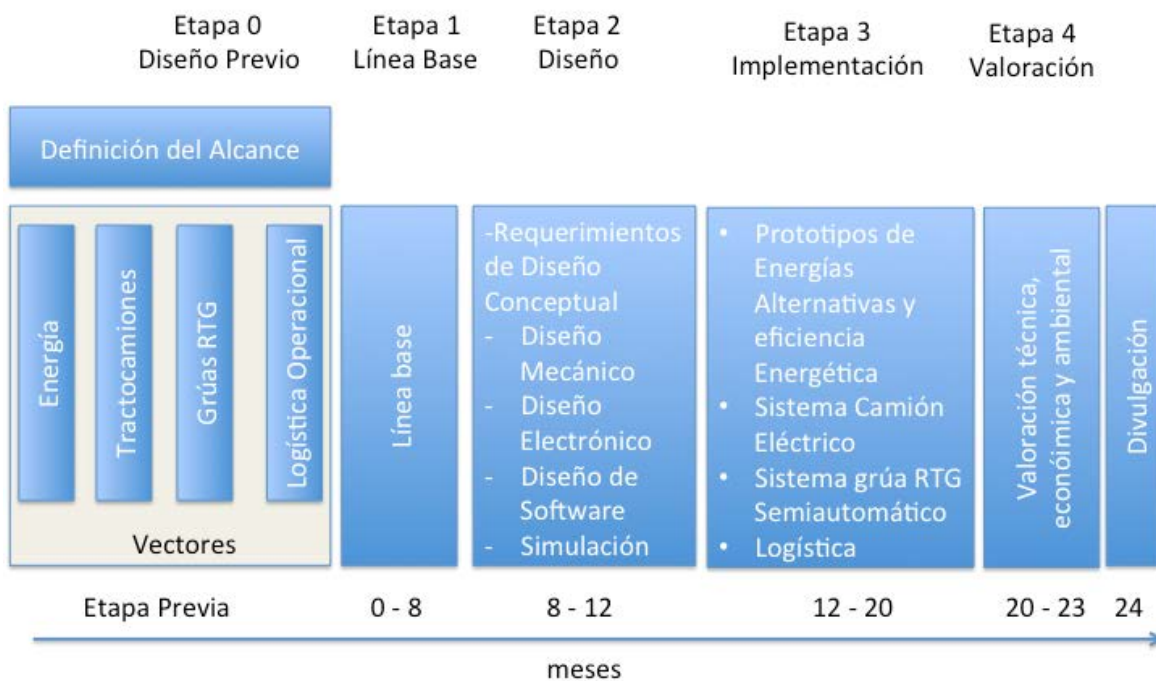 Etapa 0
Diseño Previo
Etapa 1
Línea Base
Etapa 2
Diseño
Etapa 3
Implementación
Etapa 4
Valoración
Definición del Alcance
Energía
Tractocamiones
Grúas RTG
Logística Operacional
Vectores
Línea base
-Requerimientos
de Diseño
Conceptual
- Diseño
Mecánico
- Diseño
Electrónico
- Diseño de
Software
- Simulación
• Prototipos de
Energías
Alternativas y
eficiencia
Energética
• Sistema Camión
Eléctrico
• Sistema grúa RTG
Semiautomático
• Logística
Valoración técnica,
econóimica y ambiental
Divulgación
Etapa Previa
0 - 8
8 - 12
12 - 20
20 - 23
24
meses